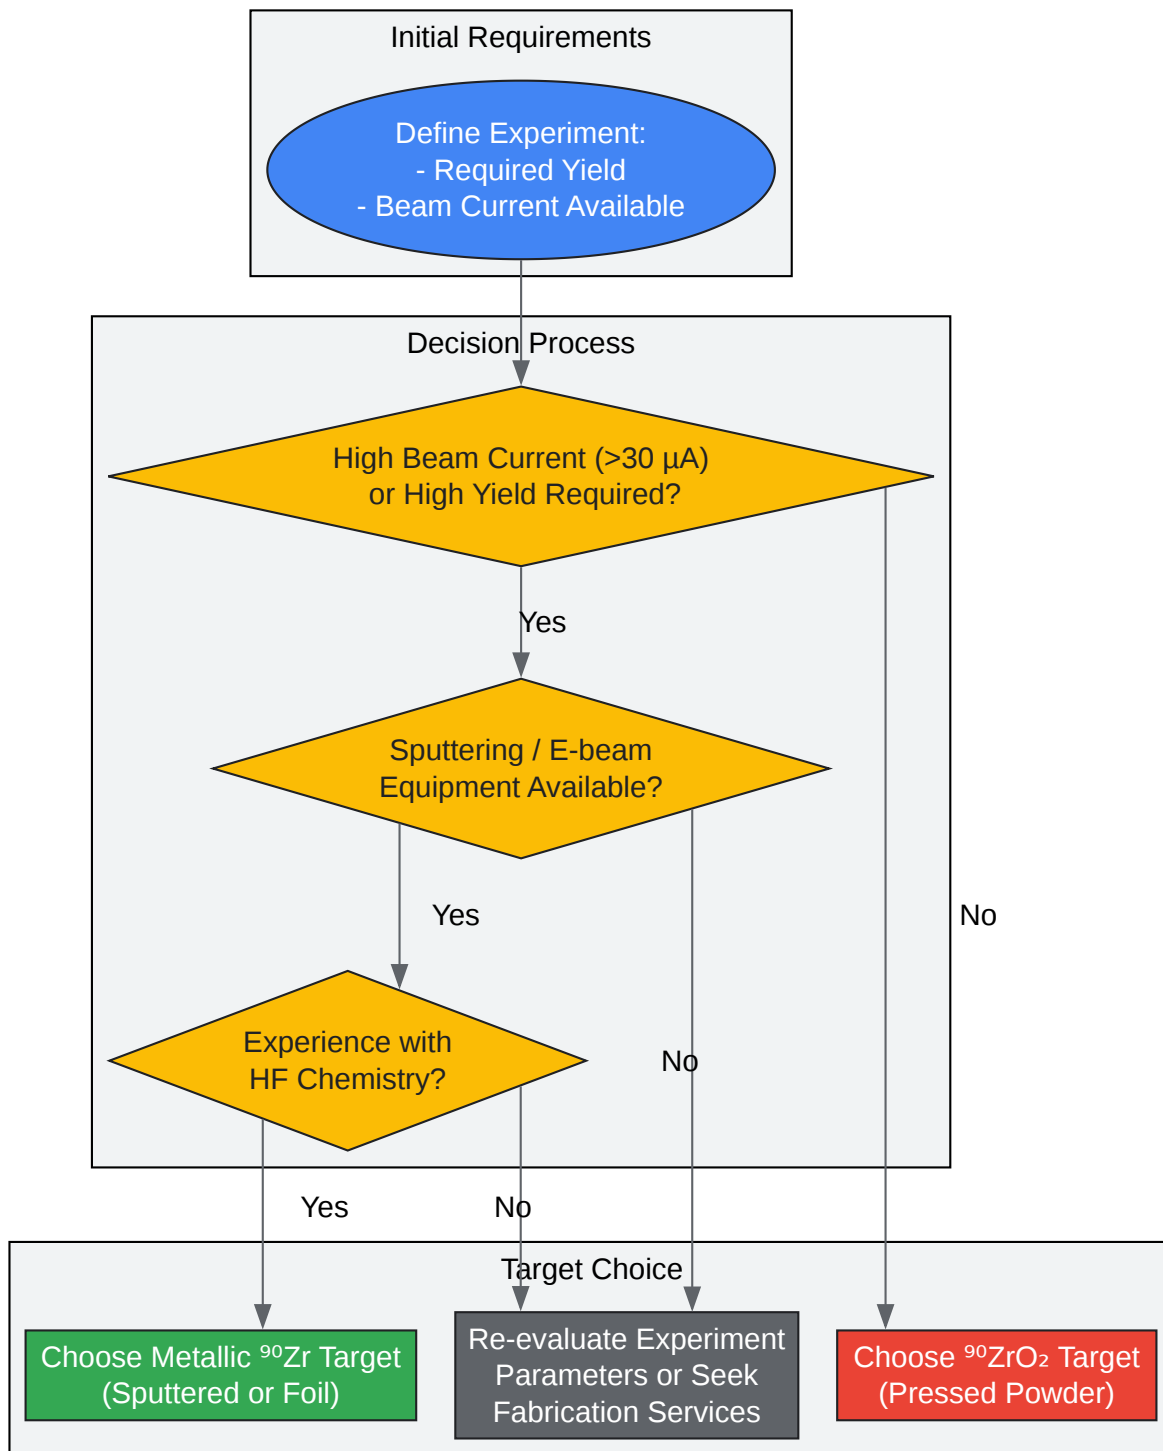 Initial Requirements
Define Experiment:
- Required Yield
- Beam Current Available
Decision Process
High Beam Current (>30 µA)
or High Yield Required?
Yes
Sputtering / E-beam
Equipment Available?
Yes
No
Experience with
HF Chemistry?
No
Yes
No
Target Choice
Choose Metallic ⁹⁰Zr Target
(Sputtered or Foil)
Re-evaluate Experiment
Parameters or Seek
Fabrication Services
Choose ⁹⁰ZrO₂ Target
(Pressed Powder)